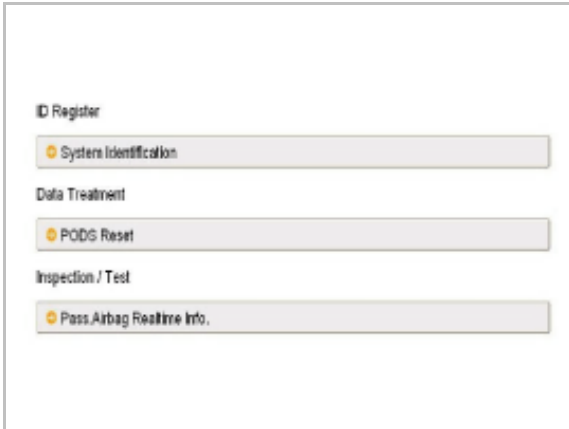 ID Register
System Identification
Data Treatment
PODS Reset
Inspection / Test
Pass.Airbag Realtime Info.